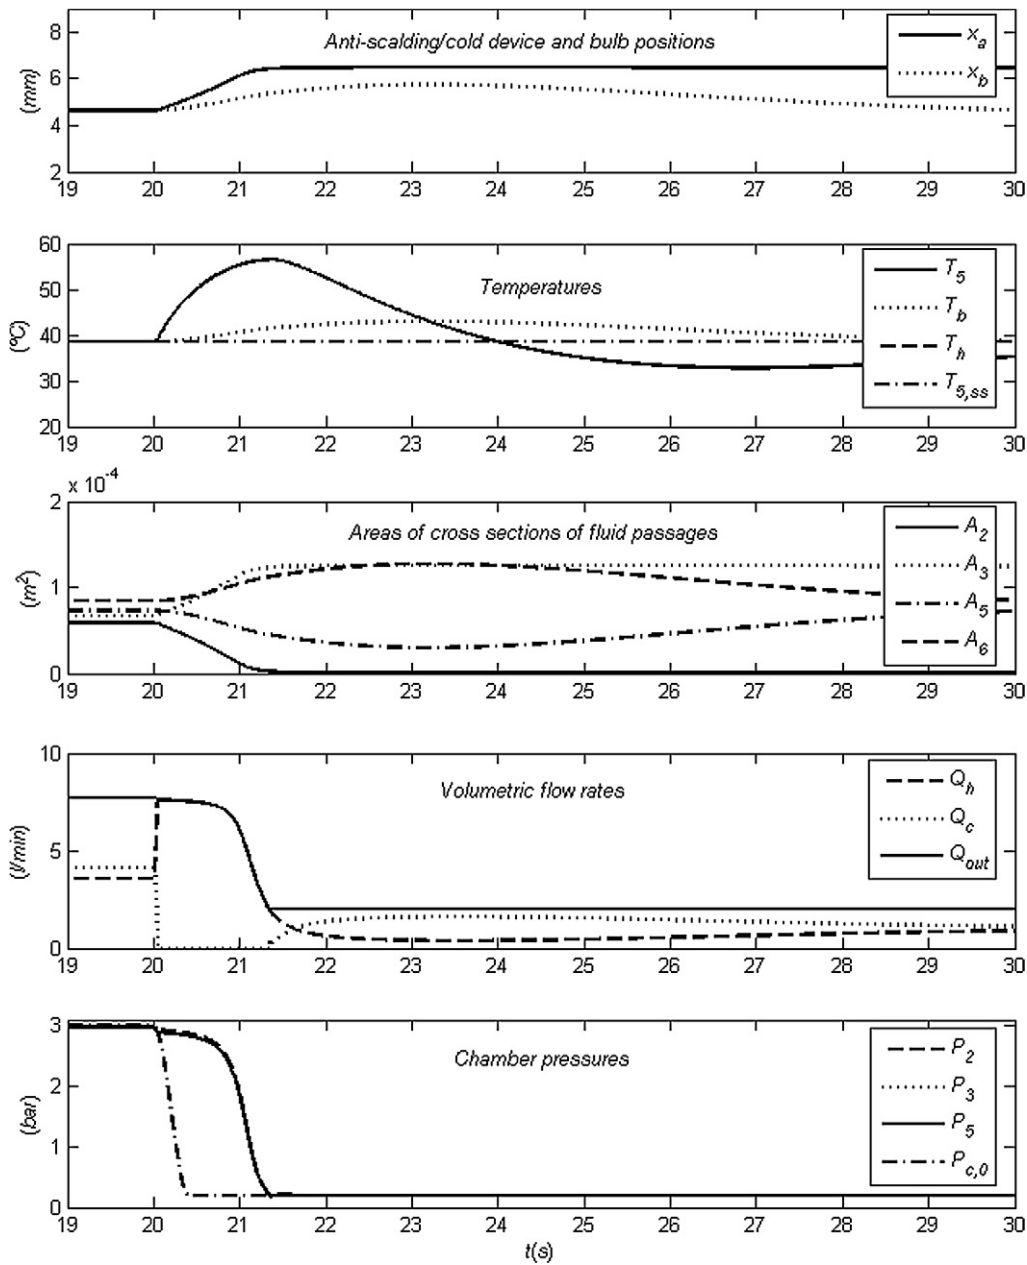 Anti-scalding/cold device and bulb positions
x_a
x_b
(mm)
8
6
4
2
19 20 21 22 23 24 25 26 27 28 29 30
Temperatures
T_5
T_b
T_h
T_5,ss
(ºC)
60
50
40
30
20
19 20 21 22 23 24 25 26 27 28 29 30
x 10^-4
Areas of cross sections of fluid passages
A_2
A_3
A_5
A_6
(m^2)
2
1
0
19 20 21 22 23 24 25 26 27 28 29 30
Volumetric flow rates
Q_h
Q_c
Q_out
(l/min)
10
5
0
19 20 21 22 23 24 25 26 27 28 29 30
Chamber pressures
P_2
P_3
P_5
P_c,0
(bar)
3
2
1
0
19 20 21 22 23 24 25 26 27 28 29 30
t(s)